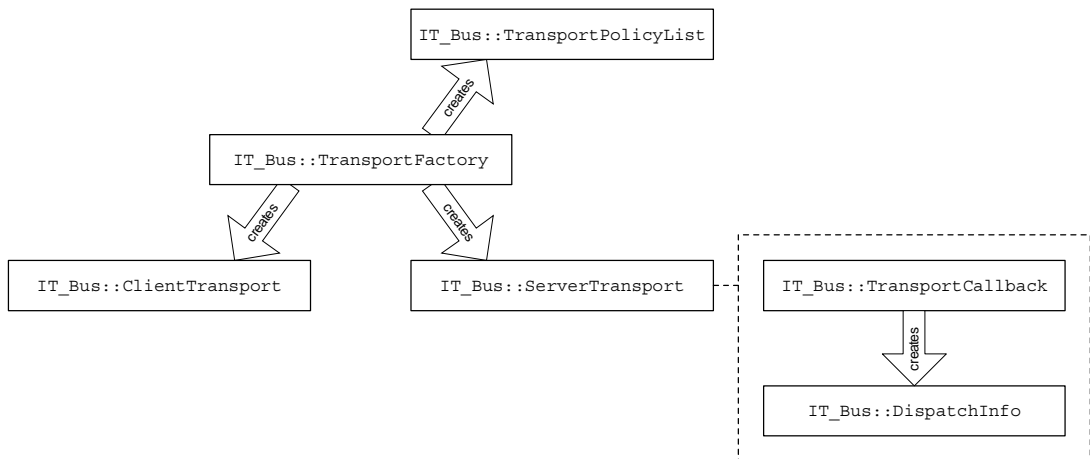 IT_Bus::TransportPolicyList
creates
IT_Bus::TransportFactory
creates
creates
IT_Bus::ClientTransport
IT_Bus::ServerTransport
IT_Bus::TransportCallback
creates
IT_Bus::DispatchInfo